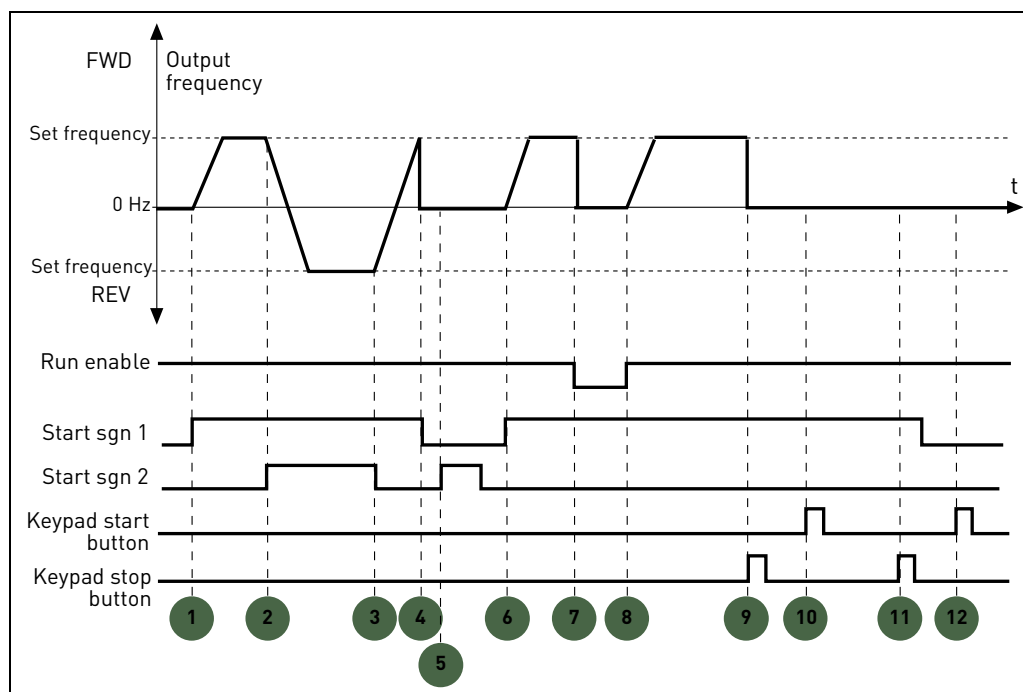 FWD
Output
frequency
Set frequency
t
0 Hz
Set frequency
REV
Run enable
Start sgn 1
Start sgn 2
Keypad start
button
Keypad stop
button
1
2
3
4
6
7
8
9
10
11
12
5